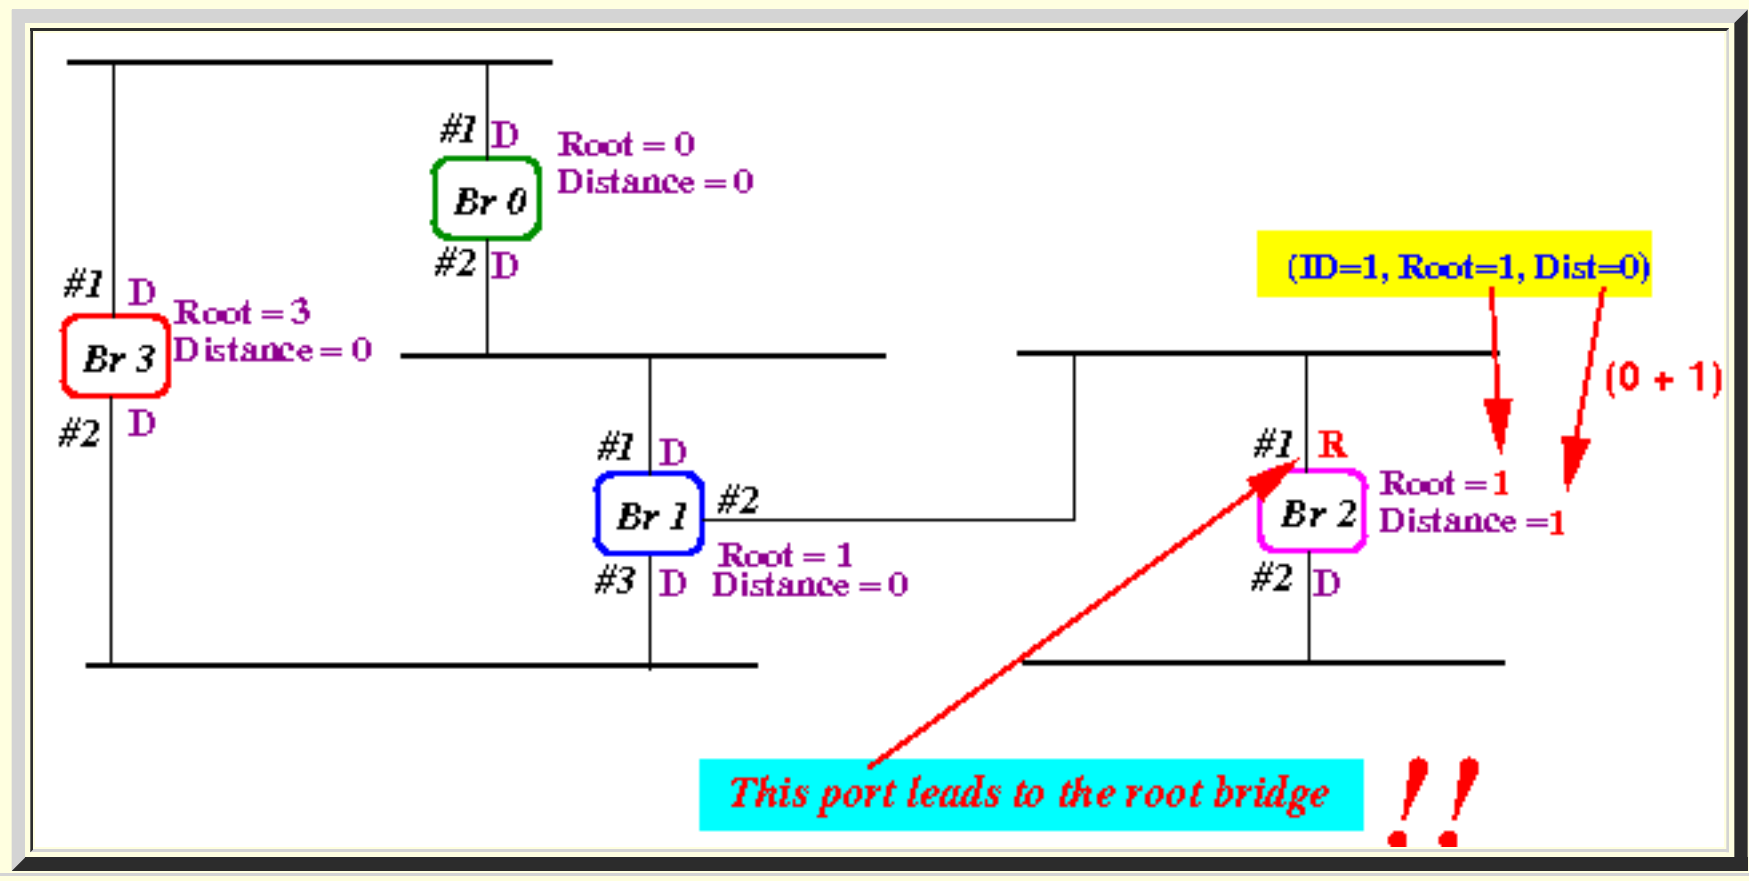 #1 D
Root = 0
Distance = 0
Br 0
#2 D
(ID=1, Root=1, Dist=0)
#1 D
Root = 3
Distance = 0
Br 3
#2 D
(0 + 1)
#1 D
Br 1
#2
Root = 1
Distance = 0
#3 D
#1 R
Root = 1
Distance =1
Br 2
#2 D
This port leads to the root bridge !!